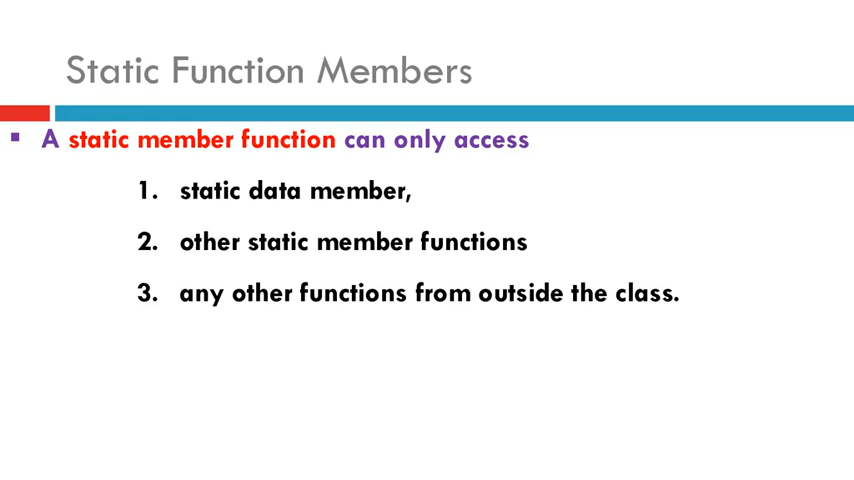 Static Function Members
▪ A static member function can only access
1. static data member,
2. other static member functions
3. any other functions from outside the class.